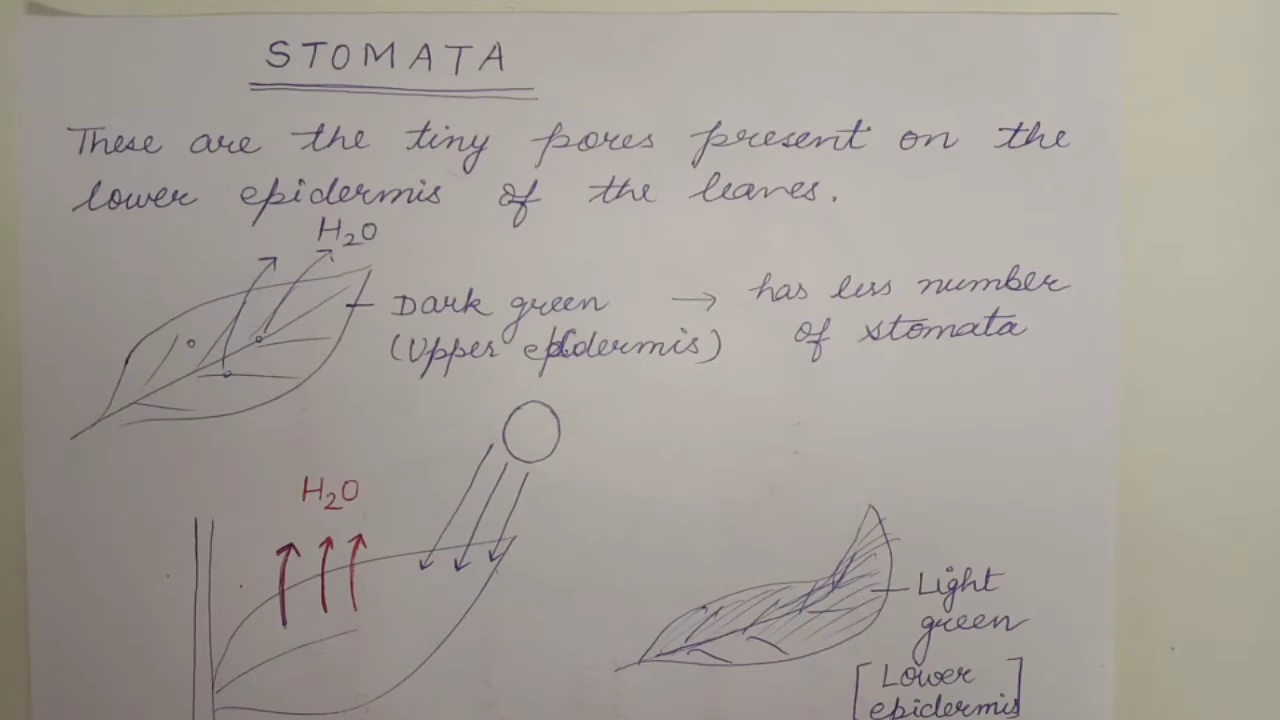 STOMATA
These are the tiny pores present on the
lower epidermis of the leaves.
H2O
Dark green → has less number
(Upper epidermis) of stomata
H2O
Light
green
[Lower
epidermis]